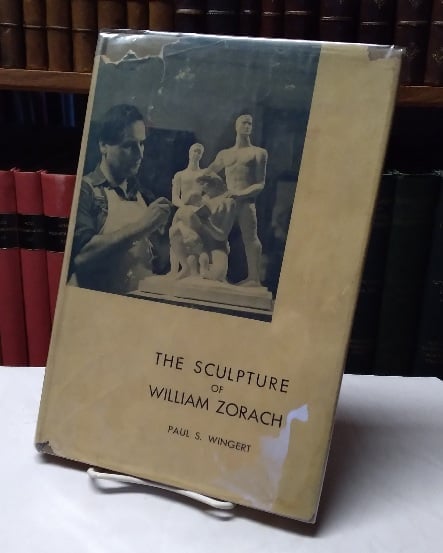 THE SCULPTURE
OF
WILLIAM ZORACH
PAUL S. WINGERT